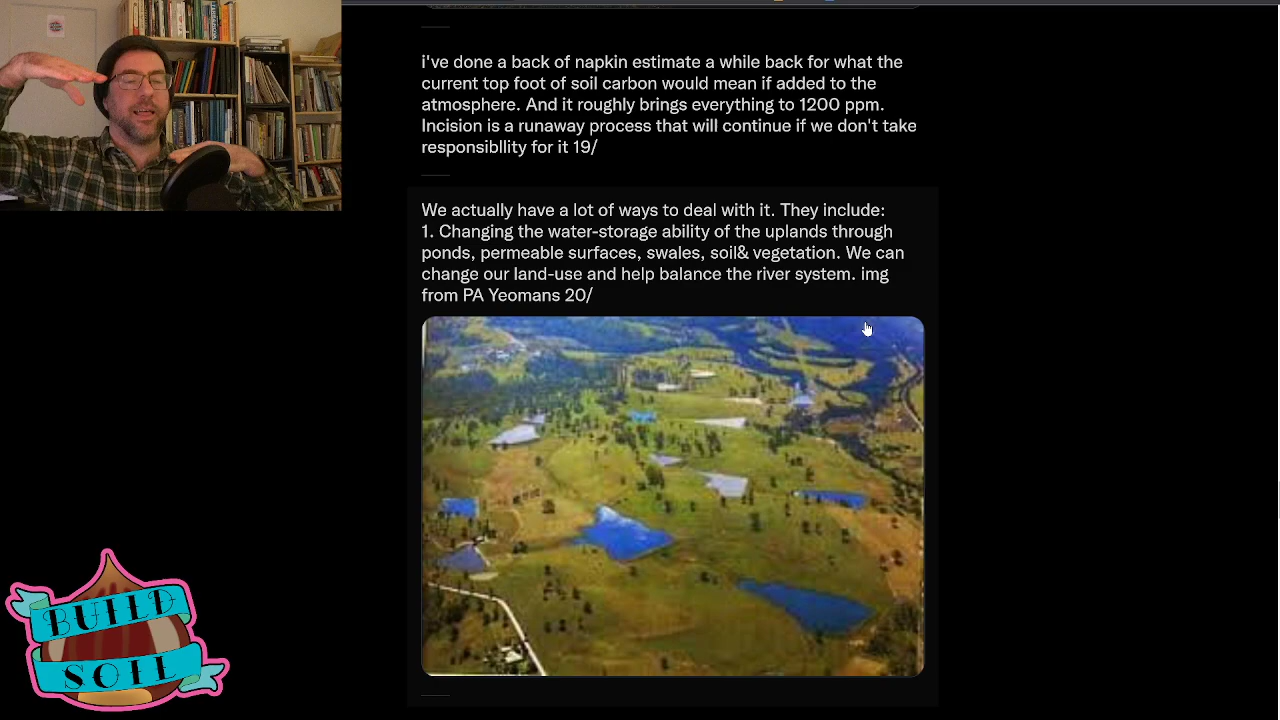 i've done a back of napkin estimate a while back for what the
current top foot of soil carbon would mean if added to the
atmosphere. And it roughly brings everything to 1200 ppm.
Incision is a runaway process that will continue if we don't take
responsibllity for it 19/
We actually have a lot of ways to deal with it. They include:
1. Changing the water-storage ability of the uplands through
ponds, permeable surfaces, swales, soil& vegetation. We can
change our land-use and help balance the river system. img
from PA Yeomans 20/
BUILD
SOIL